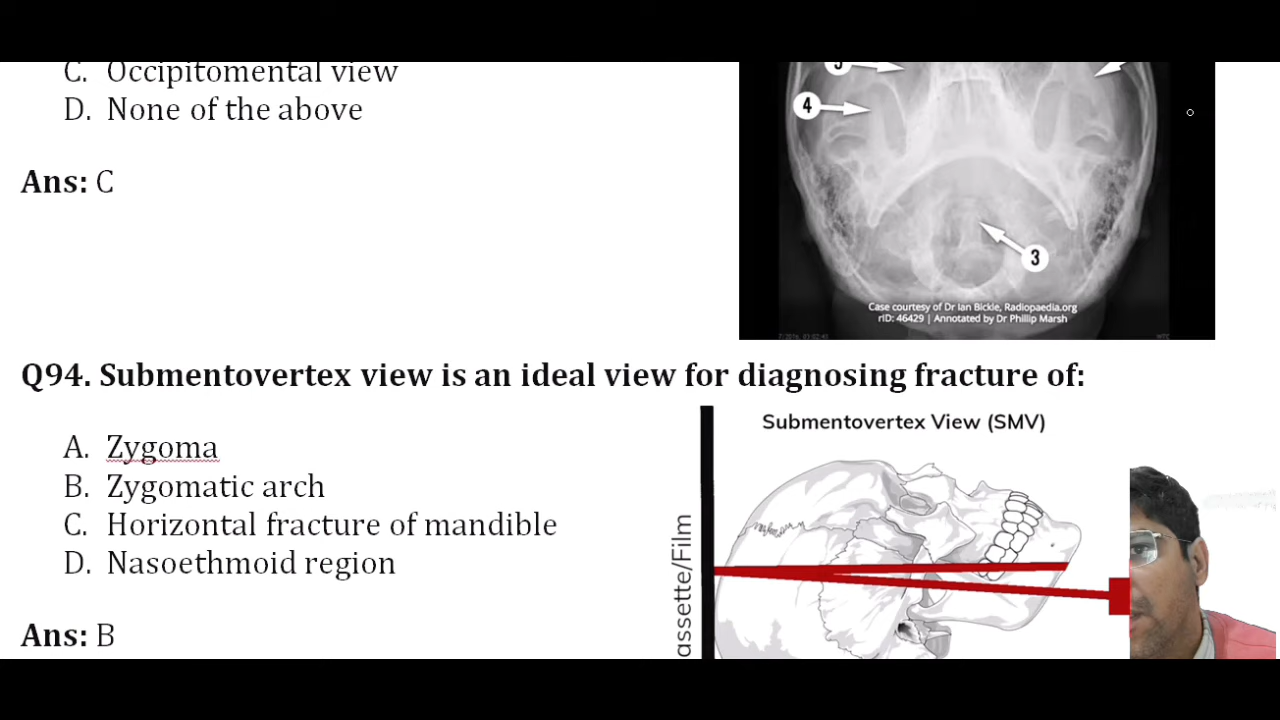 C. Occipitomental view
D. None of the above
Ans: C
4
3
Case courtesy of Dr Ian Bickle, Radiopaedia.org
rID: 46429 | Annotated by Dr Phillip Marsh
Q94. Submentovertex view is an ideal view for diagnosing fracture of:
Submentovertex View (SMV)
A. Zygoma
B. Zygomatic arch
C. Horizontal fracture of mandible
D. Nasoethmoid region
assette/Film
Ans: B